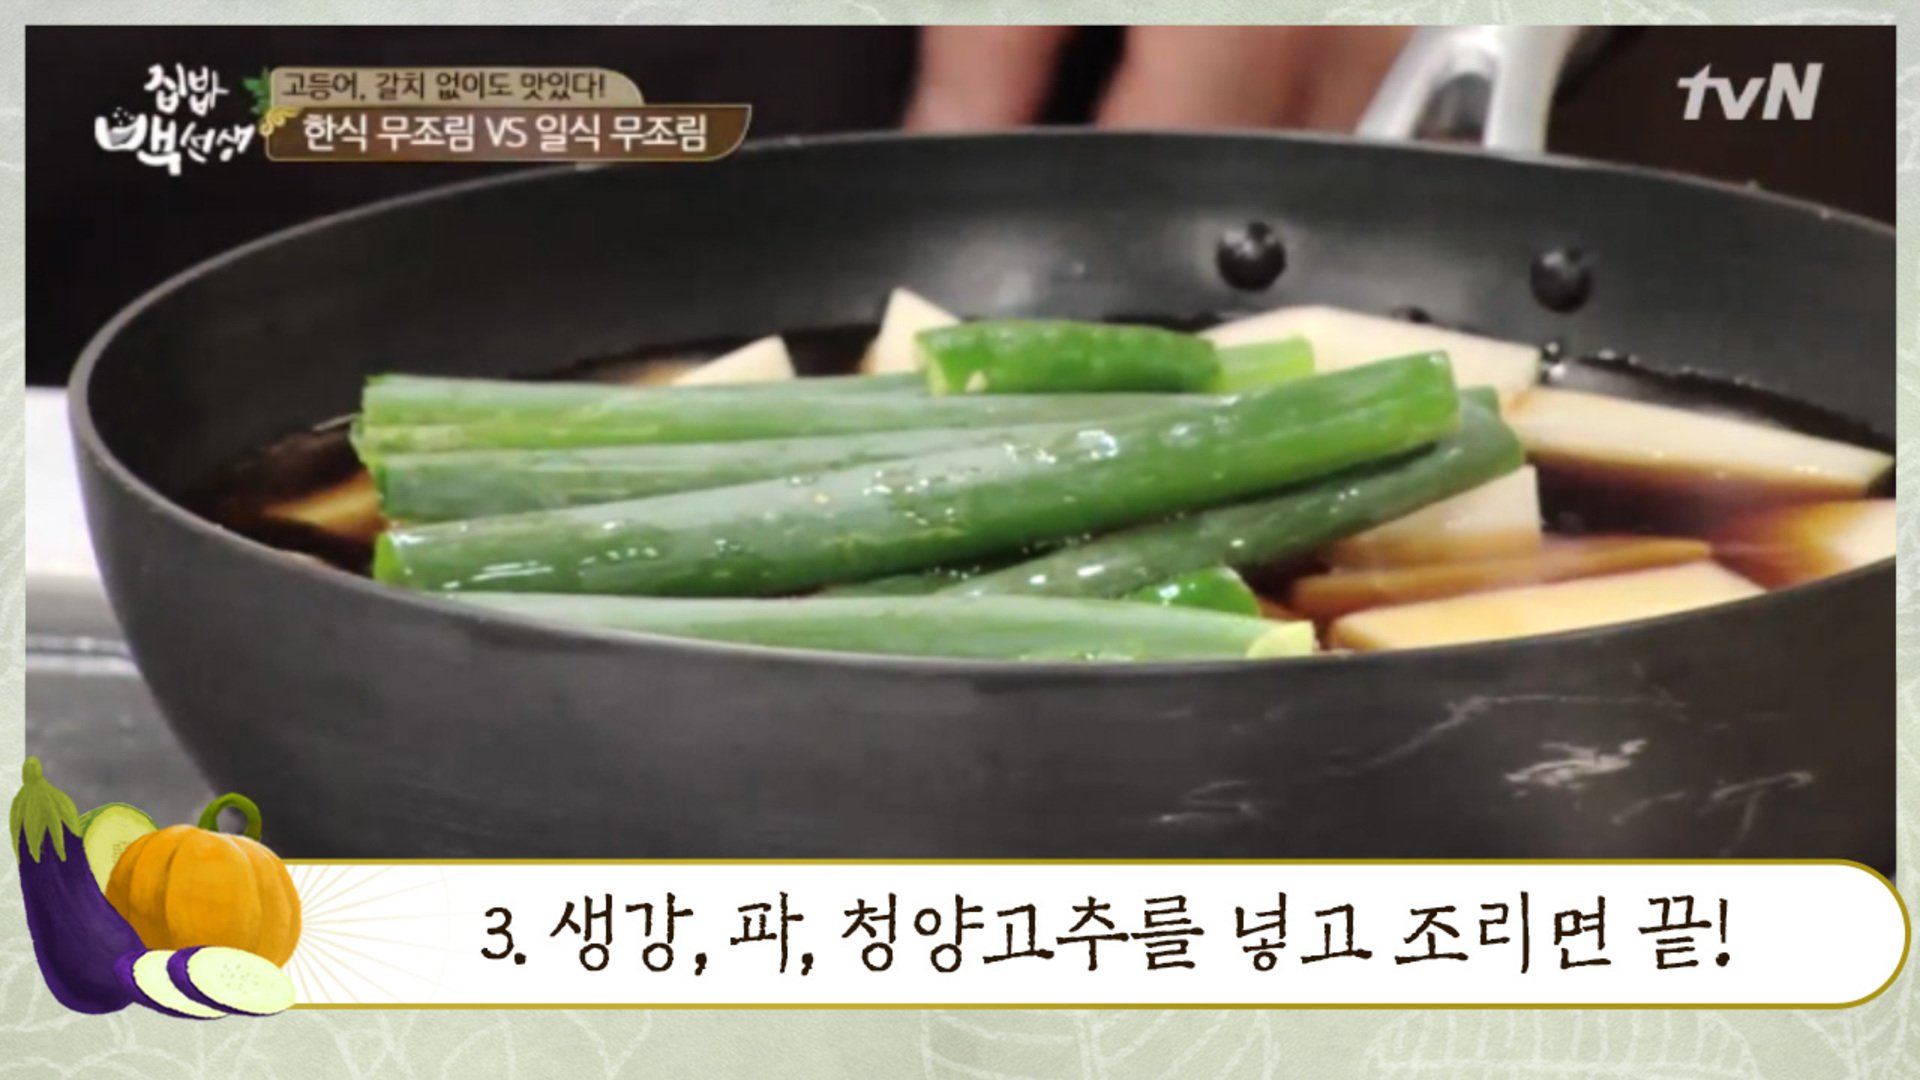 집밥
백선생
고등어, 갈치 없이도 맛있다!
한식 무조림 VS 일식 무조림
tvN
3. 생강, 파, 청양고추를 넣고 조리면 끝!